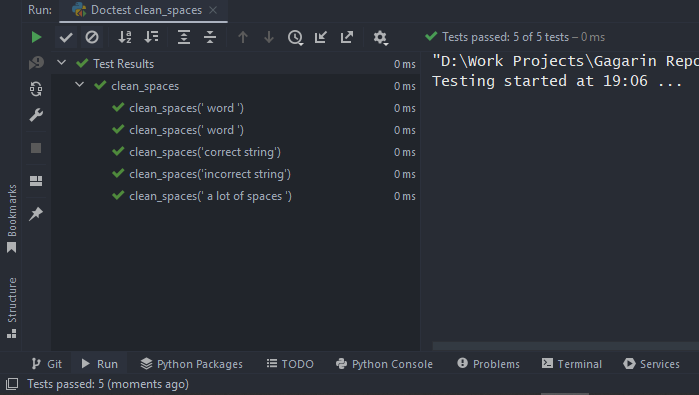 Run: Doctest clean_spaces
Tests passed: 5 of 5 tests – 0 ms
Test Results 0 ms
clean_spaces 0 ms
clean_spaces(' word ') 0 ms
clean_spaces(' word ') 0 ms
clean_spaces('correct string') 0 ms
clean_spaces('incorrect string') 0 ms
clean_spaces(' a lot of spaces ') 0 ms
"D:\Work Projects\Gagarin Repo
Testing started at 19:06 ...
Bookmarks
Structure
Git Run Python Packages TODO Python Console Problems Terminal Services
Tests passed: 5 (moments ago)